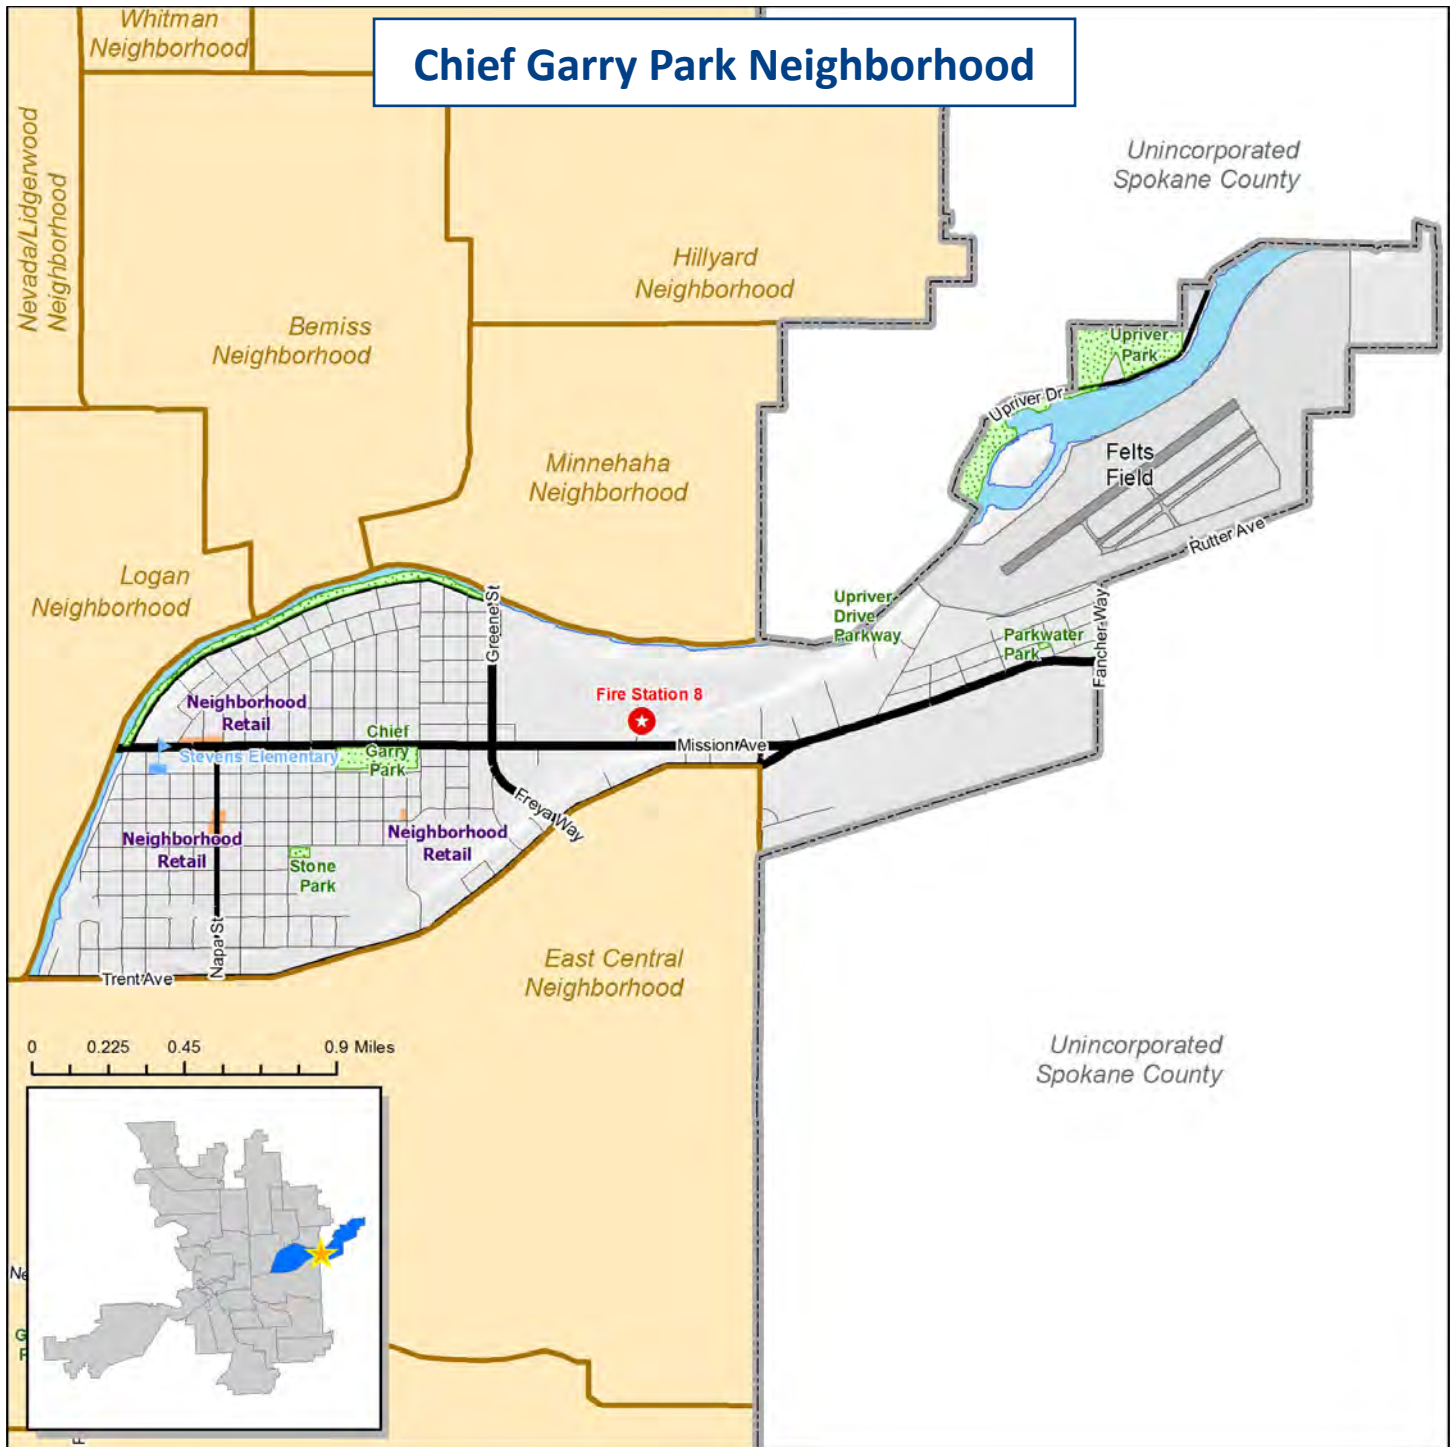 Whitman
Neighborhood
Chief Garry Park Neighborhood
Nevada/Lidgerwood
Neighborhood
Unincorporated
Spokane County
Hillyard
Neighborhood
Bemiss
Neighborhood
Upriver
Park
Upriver Dr
Minnehaha
Neighborhood
Felts
Field
Rutter Ave
Logan
Neighborhood
Greene St
Upriver
Drive
Parkway
Parkwater
Park
Fancher Way
Neighborhood
Retail
Fire Station 8
Chief
Garry
Park
Mission Ave
Stevens Elementary
Freya Way
Neighborhood
Retail
Neighborhood
Retail
Stone
Park
Napa St
Trent Ave
East Central
Neighborhood
0 0.225 0.45 0.9 Miles
Unincorporated
Spokane County
Ne
G